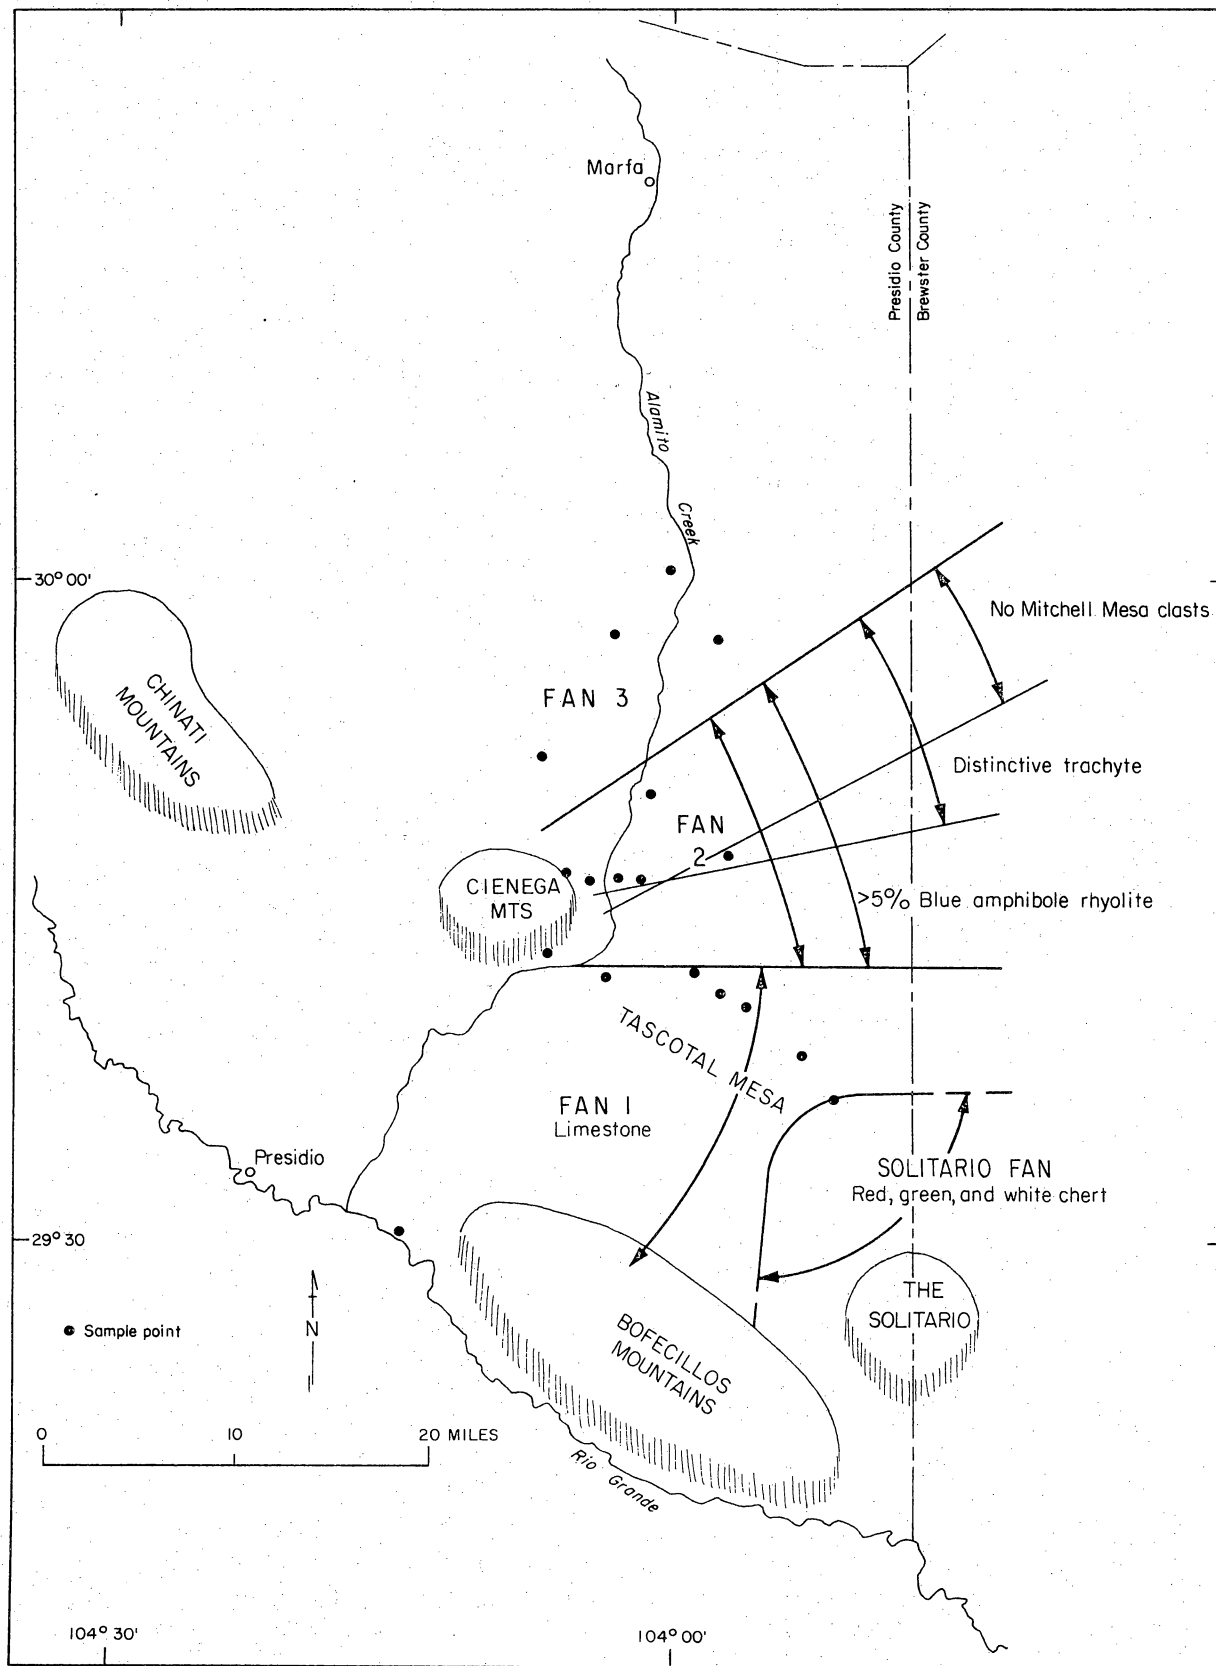 Marfa
Presidio County
Brewster County
Alamito
Creek
30° 00'
No Mitchell Mesa clasts
CHINATI
MOUNTAINS
FAN 3
Distinctive trachyte
FAN
2
CIENEGA
MTS
>5% Blue amphibole rhyolite
TASCOTAL MESA
FAN 1
Limestone
Presidio
SOLITARIO FAN
Red, green, and white chert
29° 30
THE
SOLITARIO
N
Sample point
BOFECILLOS
MOUNTAINS
0 10 20 MILES
Rio Grande
104° 30'
104° 00'